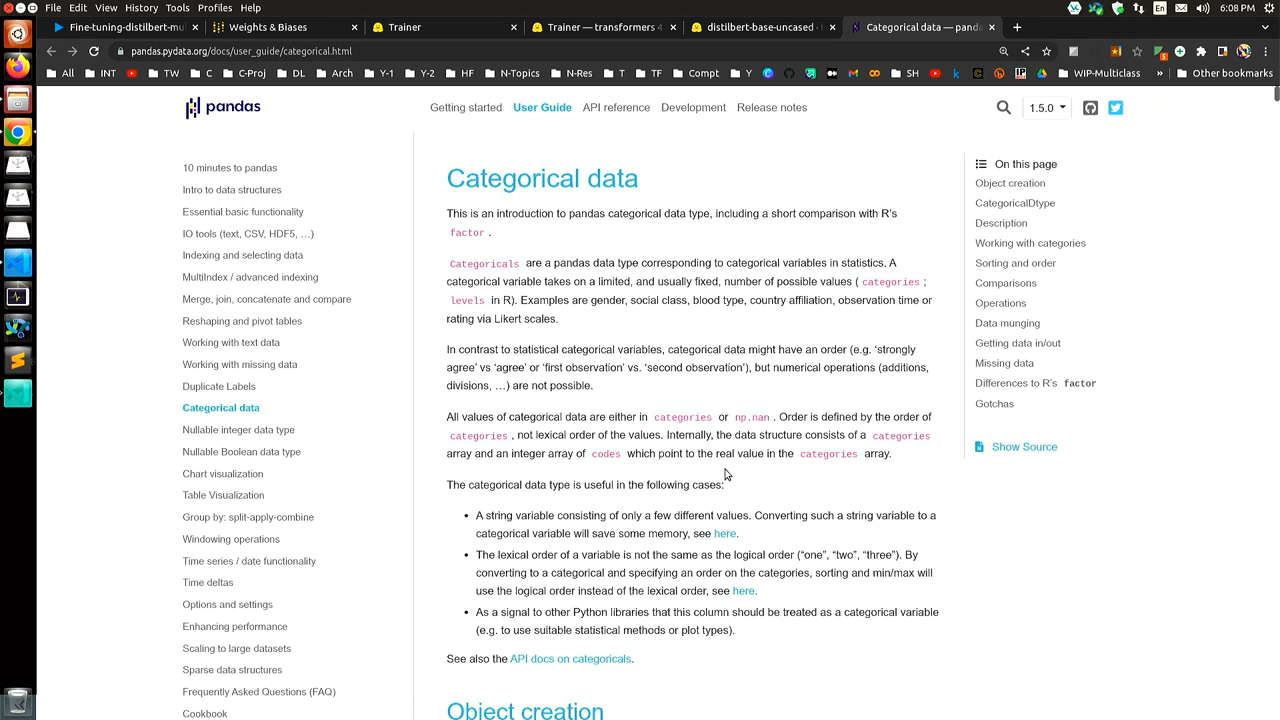 File Edit View History Tools Profiles Help
En
6:08 PM
Fine-tuning-distilbert-mu
Weights & Biases
Trainer
Trainer — transformers 4
distilbert-base-uncased ·
Categorical data — panda
pandas.pydata.org/docs/user_guide/categorical.html
All INT TW C C-Proj DL Arch Y-1 Y-2 HF N-Topics N-Res T TF Compt Y SH WIP-Multiclass » Other bookmarks
pandas
Getting started User Guide API reference Development Release notes
1.5.0
10 minutes to pandas
Intro to data structures
Essential basic functionality
IO tools (text, CSV, HDF5, …)
Indexing and selecting data
MultiIndex / advanced indexing
Merge, join, concatenate and compare
Reshaping and pivot tables
Working with text data
Working with missing data
Duplicate Labels
Categorical data
Nullable integer data type
Nullable Boolean data type
Chart visualization
Table Visualization
Group by: split-apply-combine
Windowing operations
Time series / date functionality
Time deltas
Options and settings
Enhancing performance
Scaling to large datasets
Sparse data structures
Frequently Asked Questions (FAQ)
Cookbook
Categorical data
This is an introduction to pandas categorical data type, including a short comparison with R’s
factor .
Categoricals are a pandas data type corresponding to categorical variables in statistics. A
categorical variable takes on a limited, and usually fixed, number of possible values ( categories ;
levels in R). Examples are gender, social class, blood type, country affiliation, observation time or
rating via Likert scales.
In contrast to statistical categorical variables, categorical data might have an order (e.g. ‘strongly
agree’ vs ‘agree’ or ‘first observation’ vs. ‘second observation’), but numerical operations (additions,
divisions, …) are not possible.
All values of categorical data are either in categories or np.nan . Order is defined by the order of
categories , not lexical order of the values. Internally, the data structure consists of a categories
array and an integer array of codes which point to the real value in the categories array.
The categorical data type is useful in the following cases:
• A string variable consisting of only a few different values. Converting such a string variable to a
categorical variable will save some memory, see here.
• The lexical order of a variable is not the same as the logical order (“one”, “two”, “three”). By
converting to a categorical and specifying an order on the categories, sorting and min/max will
use the logical order instead of the lexical order, see here.
• As a signal to other Python libraries that this column should be treated as a categorical variable
(e.g. to use suitable statistical methods or plot types).
See also the API docs on categoricals.
Object creation
On this page
Object creation
CategoricalDtype
Description
Working with categories
Sorting and order
Comparisons
Operations
Data munging
Getting data in/out
Missing data
Differences to R’s factor
Gotchas
Show Source